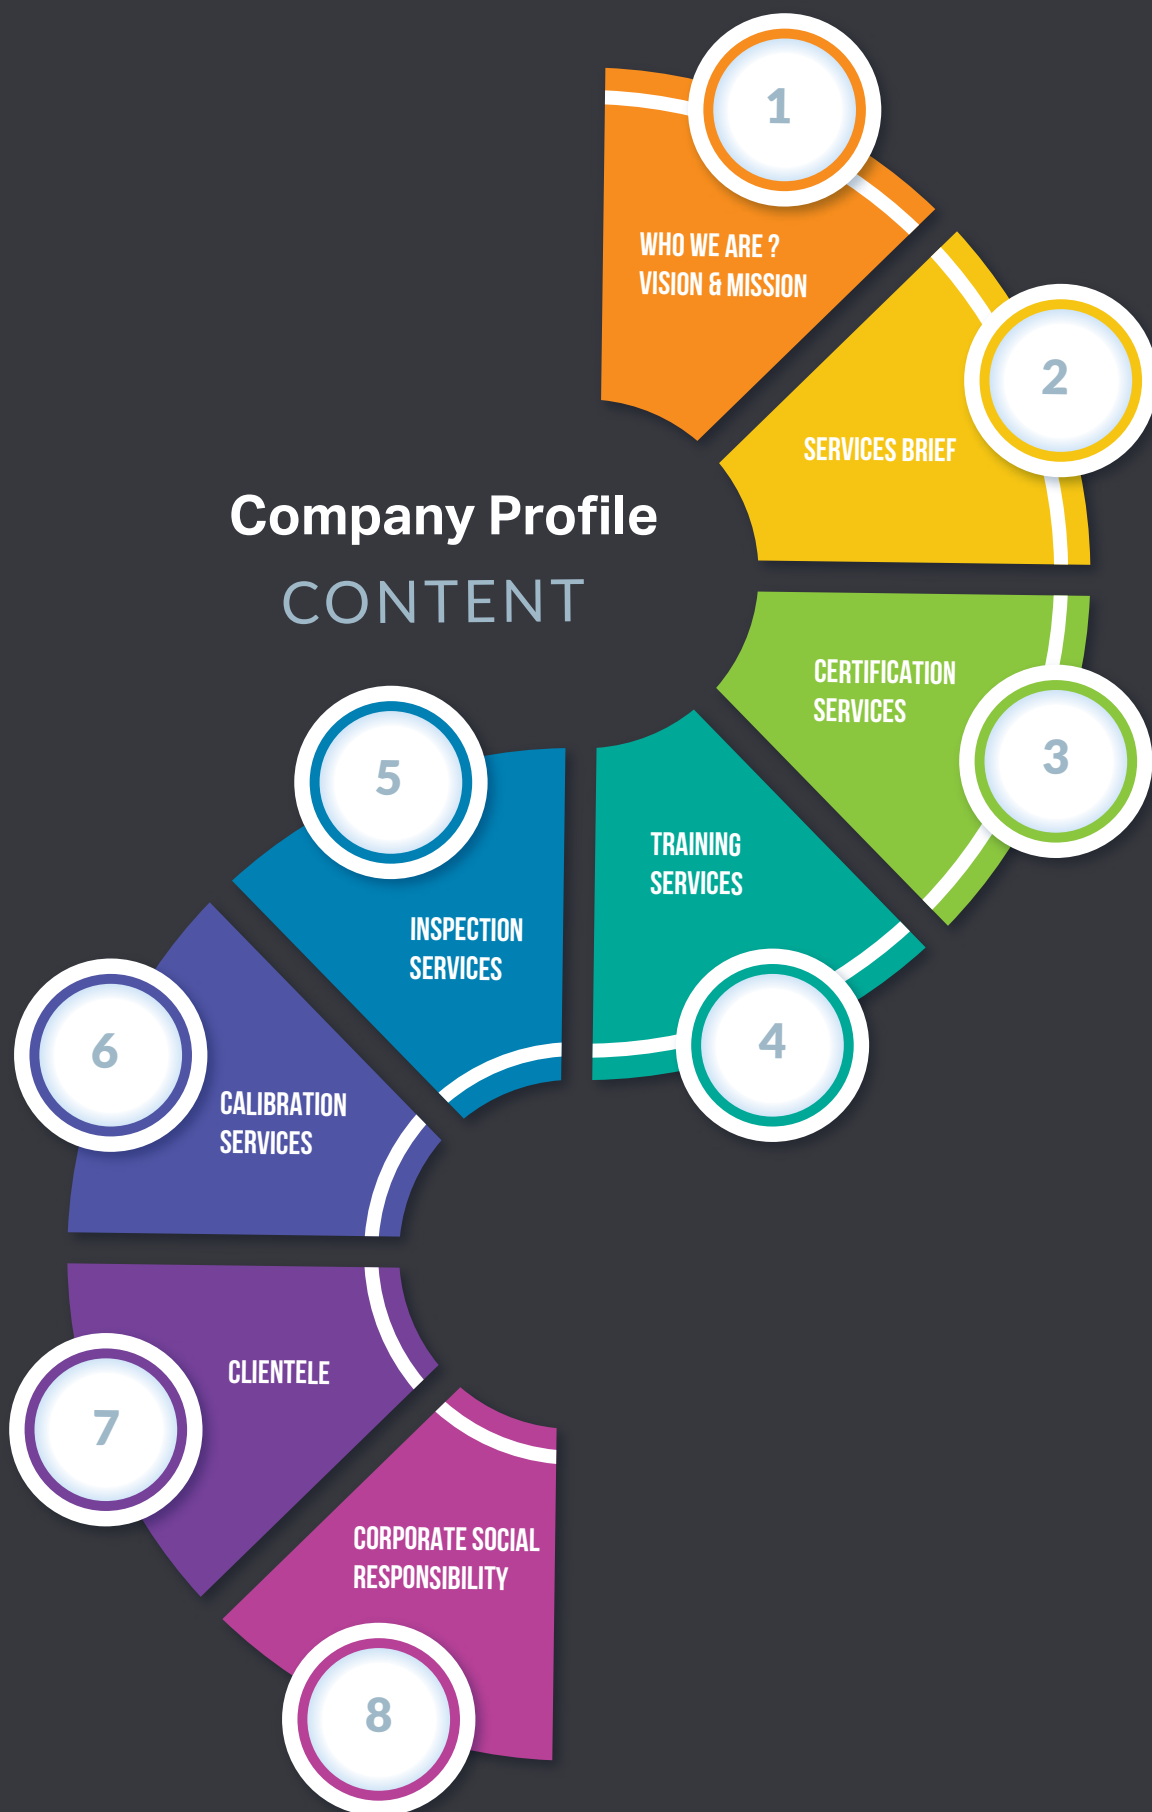 Company Profile
CONTENT
1
WHO WE ARE ?
VISION & MISSION
2
SERVICES BRIEF
3
CERTIFICATION
SERVICES
4
TRAINING
SERVICES
5
INSPECTION
SERVICES
6
CALIBRATION
SERVICES
7
CLIENTELE
8
CORPORATE SOCIAL
RESPONSIBILITY